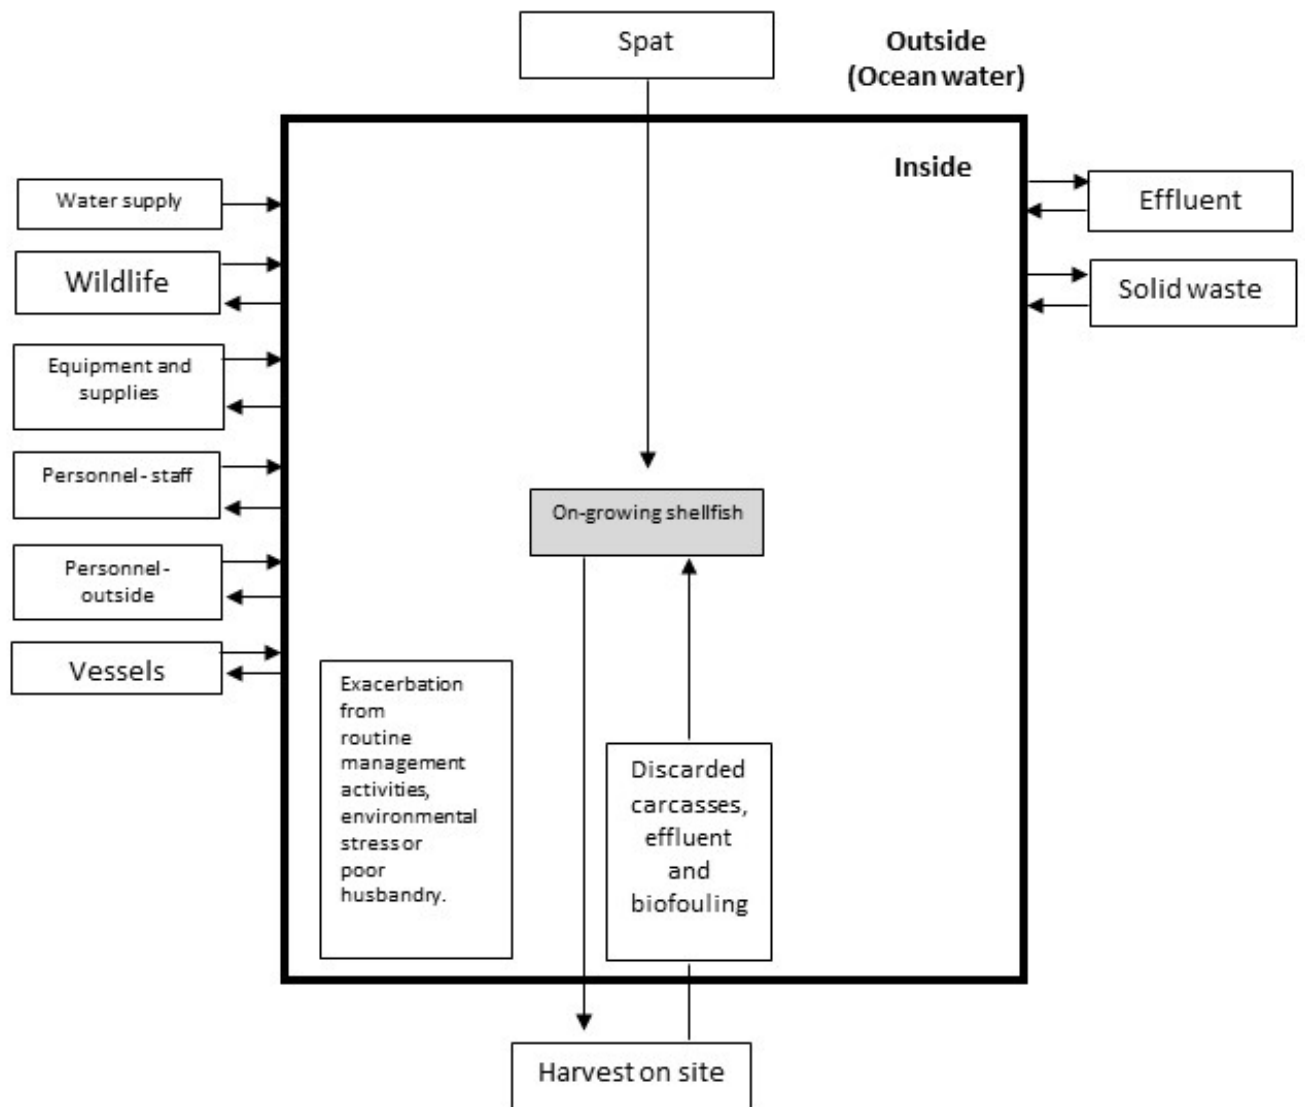 Spat
Outside
(Ocean water)
Inside
Water supply
Wildlife
Equipment and
supplies
Personnel - staff
Personnel -
outside
Vessels
Effluent
Solid waste
On-growing shellfish
Exacerbation
from
routine
management
activities,
environmental
stress or
poor
husbandry.
Discarded
carcasses,
effluent
and
biofouling
Harvest on site